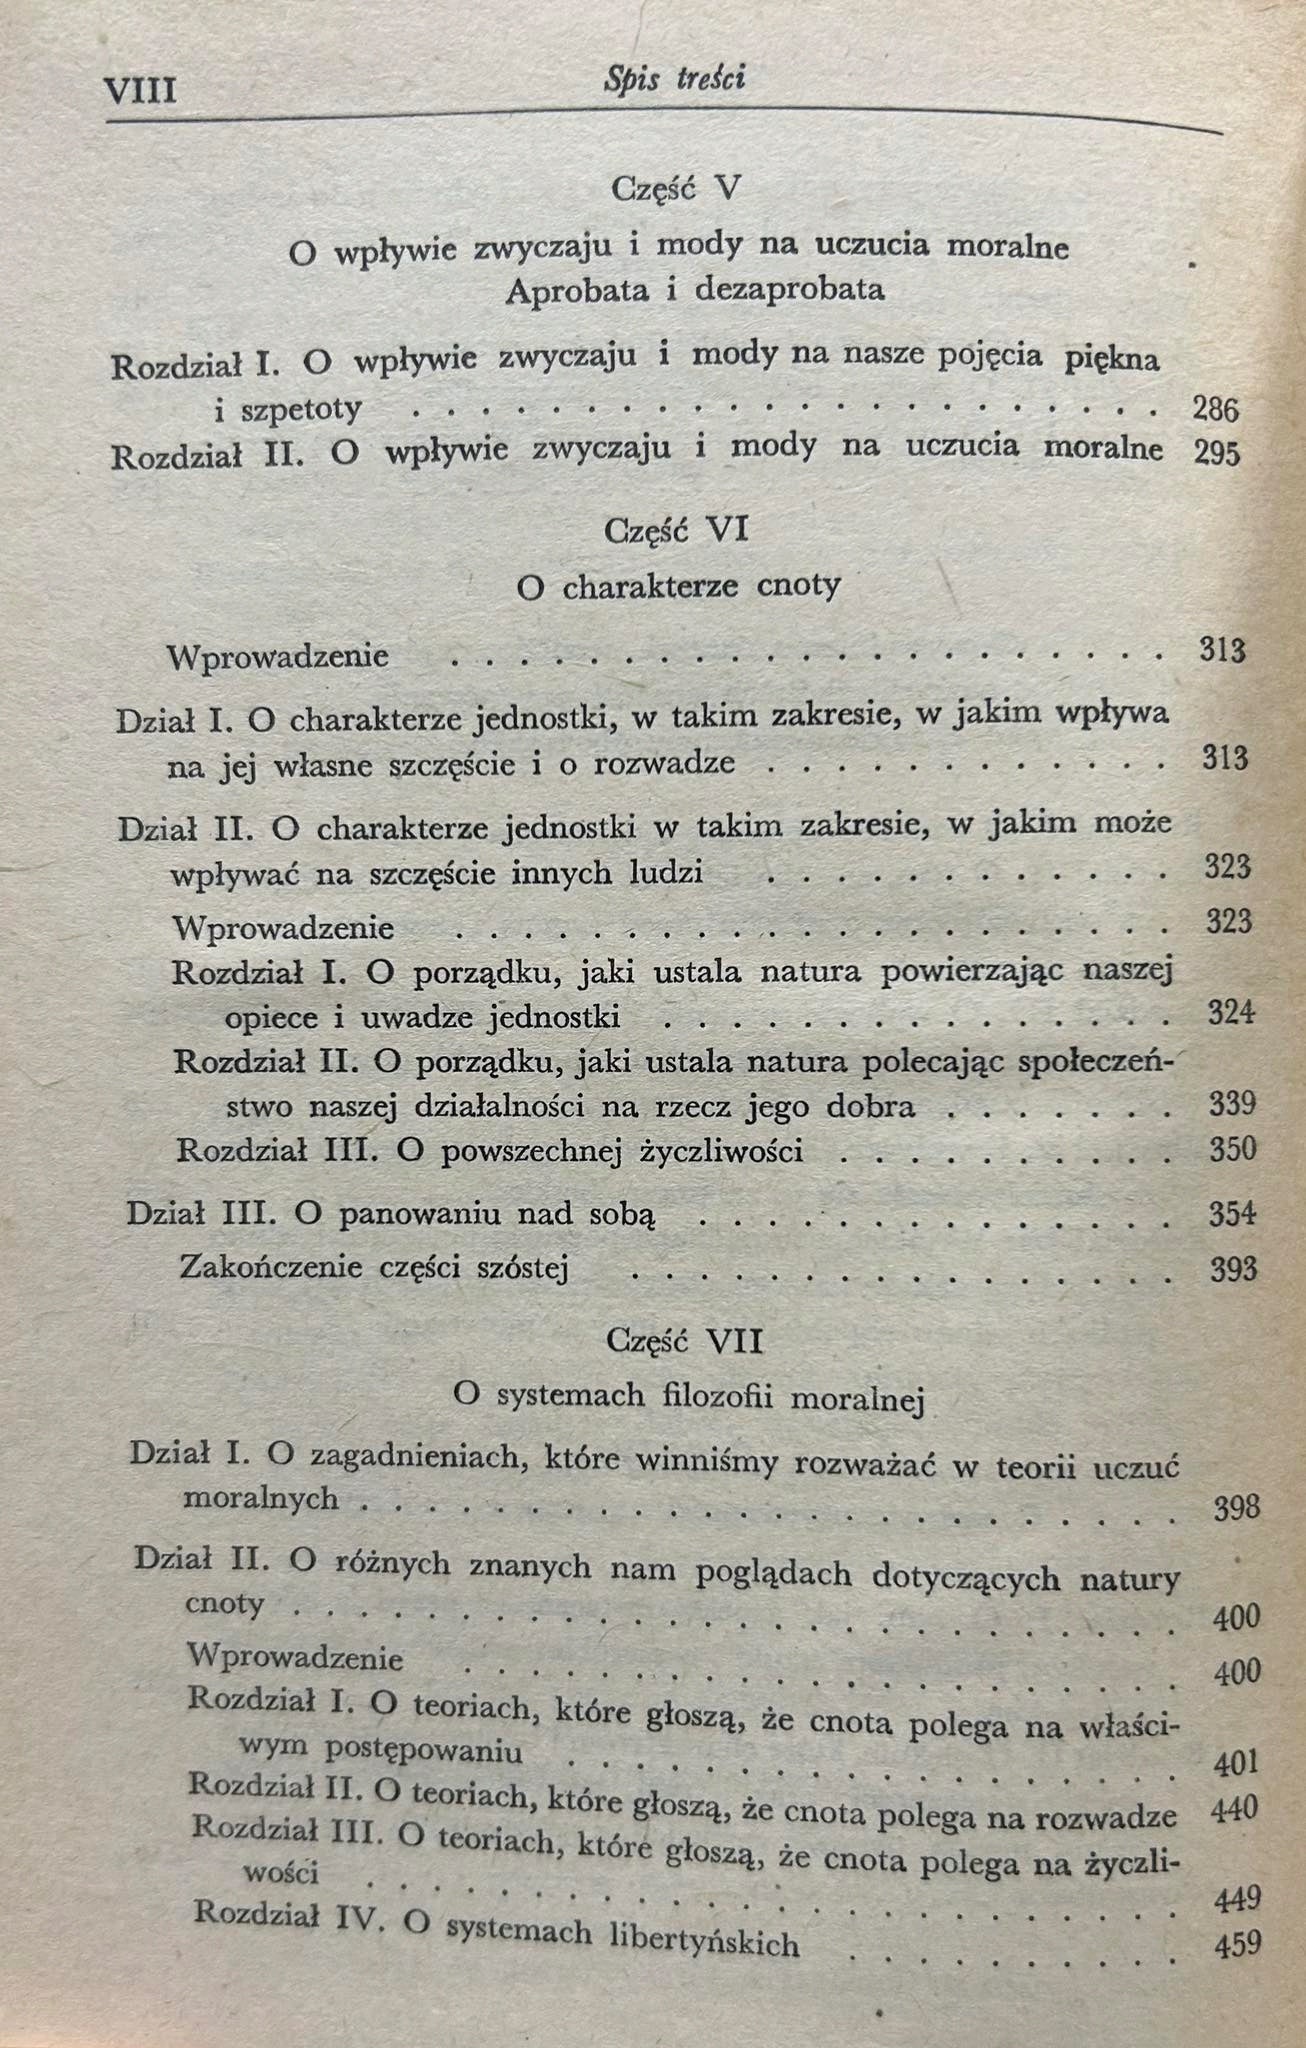 VIII
Spis treści
Część V
O wpływie zwyczaju i mody na uczucia moralne
Aprobata i dezaprobata
Rozdział I. O wpływie zwyczaju i mody na nasze pojęcia piękna
i szpetoty . . . . . . . . . . . . . . . . . . . . . . 286
Rozdział II. O wpływie zwyczaju i mody na uczucia moralne 295
Część VI
O charakterze cnoty
Wprowadzenie . . . . . . . . . . . . . . . . . . . . . 313
Dział I. O charakterze jednostki, w takim zakresie, w jakim wpływa
na jej własne szczęście i o rozwadze . . . . . . . . . . . . 313
Dział II. O charakterze jednostki w takim zakresie, w jakim może
wpływać na szczęście innych ludzi . . . . . . . . . . . . 323
Wprowadzenie . . . . . . . . . . . . . . . . . . . . . 323
Rozdział I. O porządku, jaki ustala natura powierzając naszej
opiece i uwadze jednostki . . . . . . . . . . . . . . . 324
Rozdział II. O porządku, jaki ustala natura polecając społeczeń-
stwo naszej działalności na rzecz jego dobra . . . . . . . 339
Rozdział III. O powszechnej życzliwości . . . . . . . . . . 350
Dział III. O panowaniu nad sobą . . . . . . . . . . . . . . 354
Zakończenie części szóstej . . . . . . . . . . . . . . . . 393
Część VII
O systemach filozofii moralnej
Dział I. O zagadnieniach, które winniśmy rozważać w teorii uczuć
moralnych . . . . . . . . . . . . . . . . . . . . . . . . 398
Dział II. O różnych znanych nam poglądach dotyczących natury
cnoty . . . . . . . . . . . . . . . . . . . . . . . . . . 400
Wprowadzenie . . . . . . . . . . . . . . . . . . . . . 400
Rozdział I. O teoriach, które głoszą, że cnota polega na właści-
wym postępowaniu . . . . . . . . . . . . . . . . . . 401
Rozdział II. O teoriach, które głoszą, że cnota polega na rozwadze 440
Rozdział III. O teoriach, które głoszą, że cnota polega na życzli-
wości . . . . . . . . . . . . . . . . . . . . . . . . 449
Rozdział IV. O systemach libertyńskich . . . . . . . . . . 459